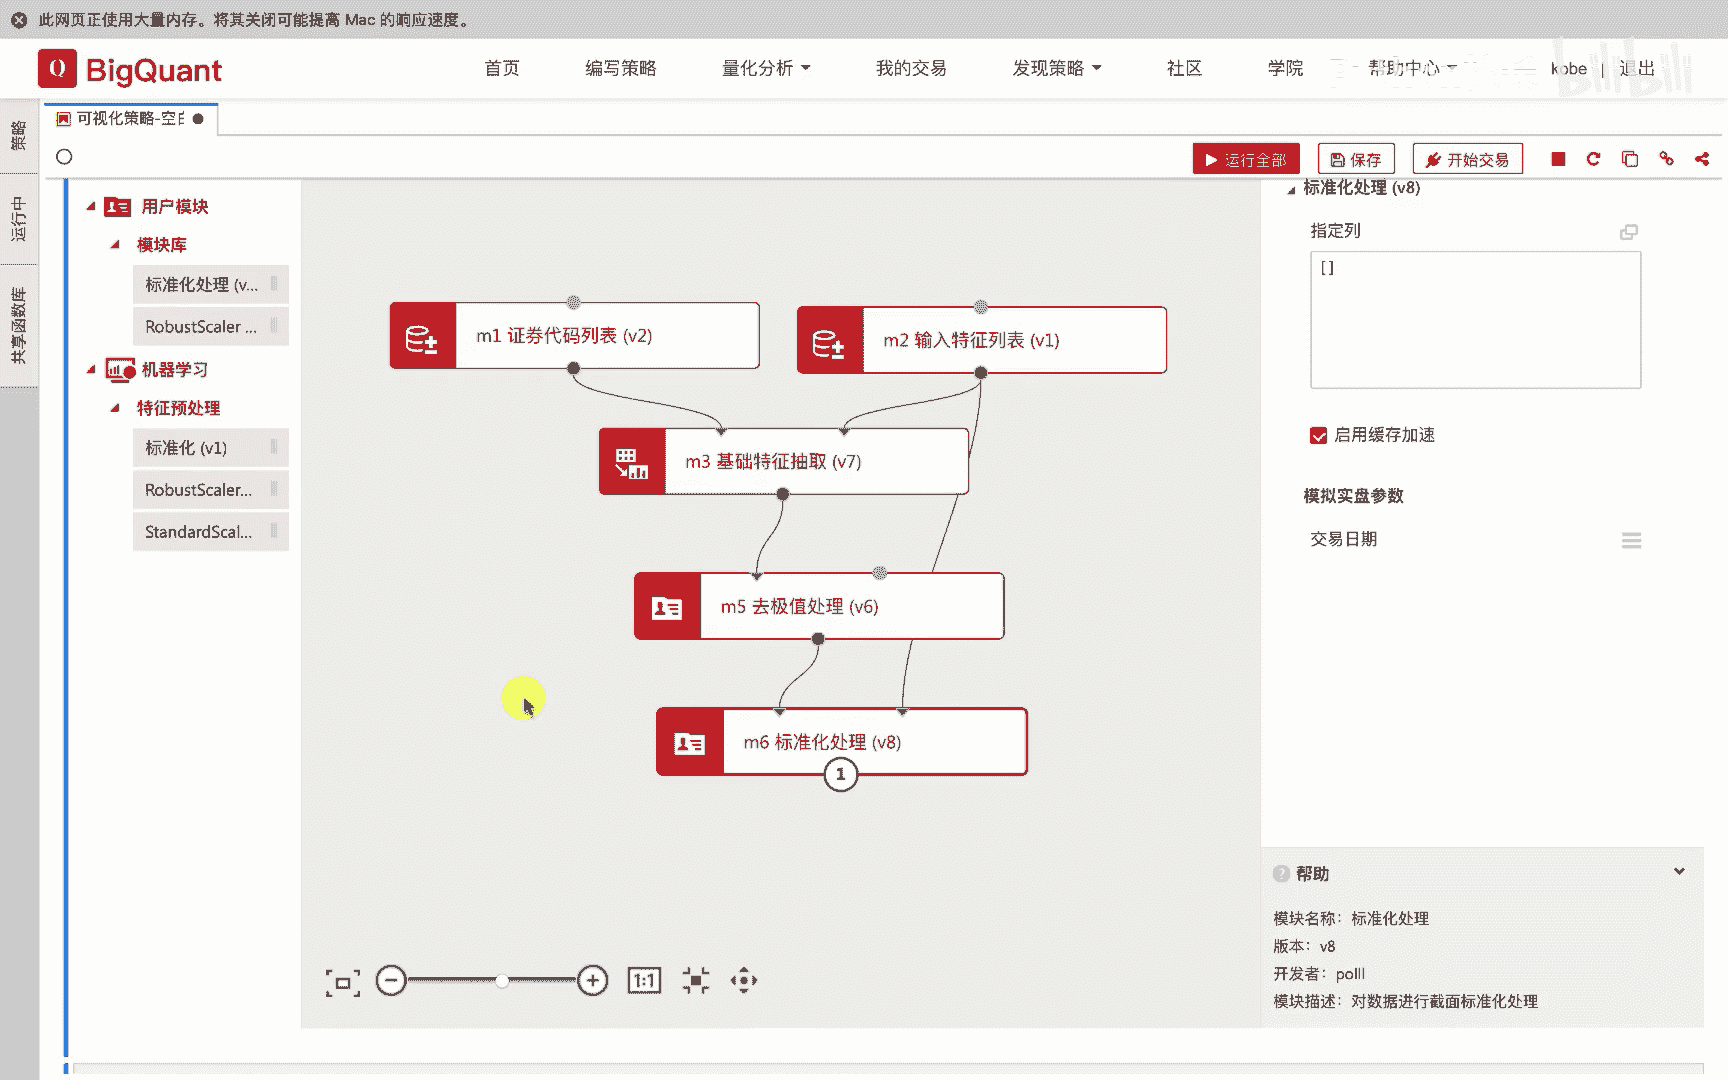 此网页正使用大量内存。将其关闭可能提高 Mac 的响应速度。
Q BigQuant
首页
编写策略
量化分析
我的交易
发现策略
社区
学院
帮助中心
kobe
退出
bilibili
策略
运行中
共享函数库
可视化策略-空白
运行全部
保存
开始交易
用户模块
模块库
标准化处理 (v...
RobustScaler ...
机器学习
特征预处理
标准化 (v1)
RobustScaler...
StandardScal...
m1 证券代码列表 (v2)
m2 输入特征列表 (v1)
m3 基础特征抽取 (v7)
m5 去极值处理 (v6)
m6 标准化处理 (v8)
1
1:1
标准化处理 (v8)
指定列
[]
启用缓存加速
模拟实盘参数
交易日期
? 帮助
模块名称：标准化处理
版本：v8
开发者：polll
模块描述：对数据进行截面标准化处理